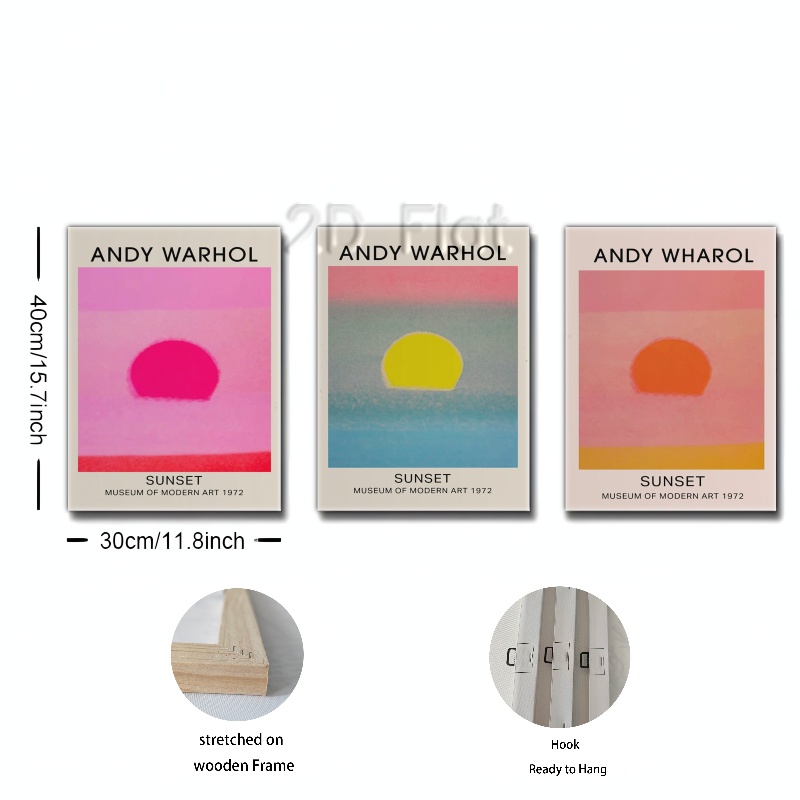 2D Flat
ANDY WARHOL
SUNSET
MUSEUM OF MODERN ART 1972
ANDY WARHOL
SUNSET
MUSEUM OF MODERN ART 1972
ANDY WHAROL
SUNSET
MUSEUM OF MODERN ART 1972
40cm/15.7inch
30cm/11.8inch
stretched on
wooden Frame
Hook
Ready to Hang